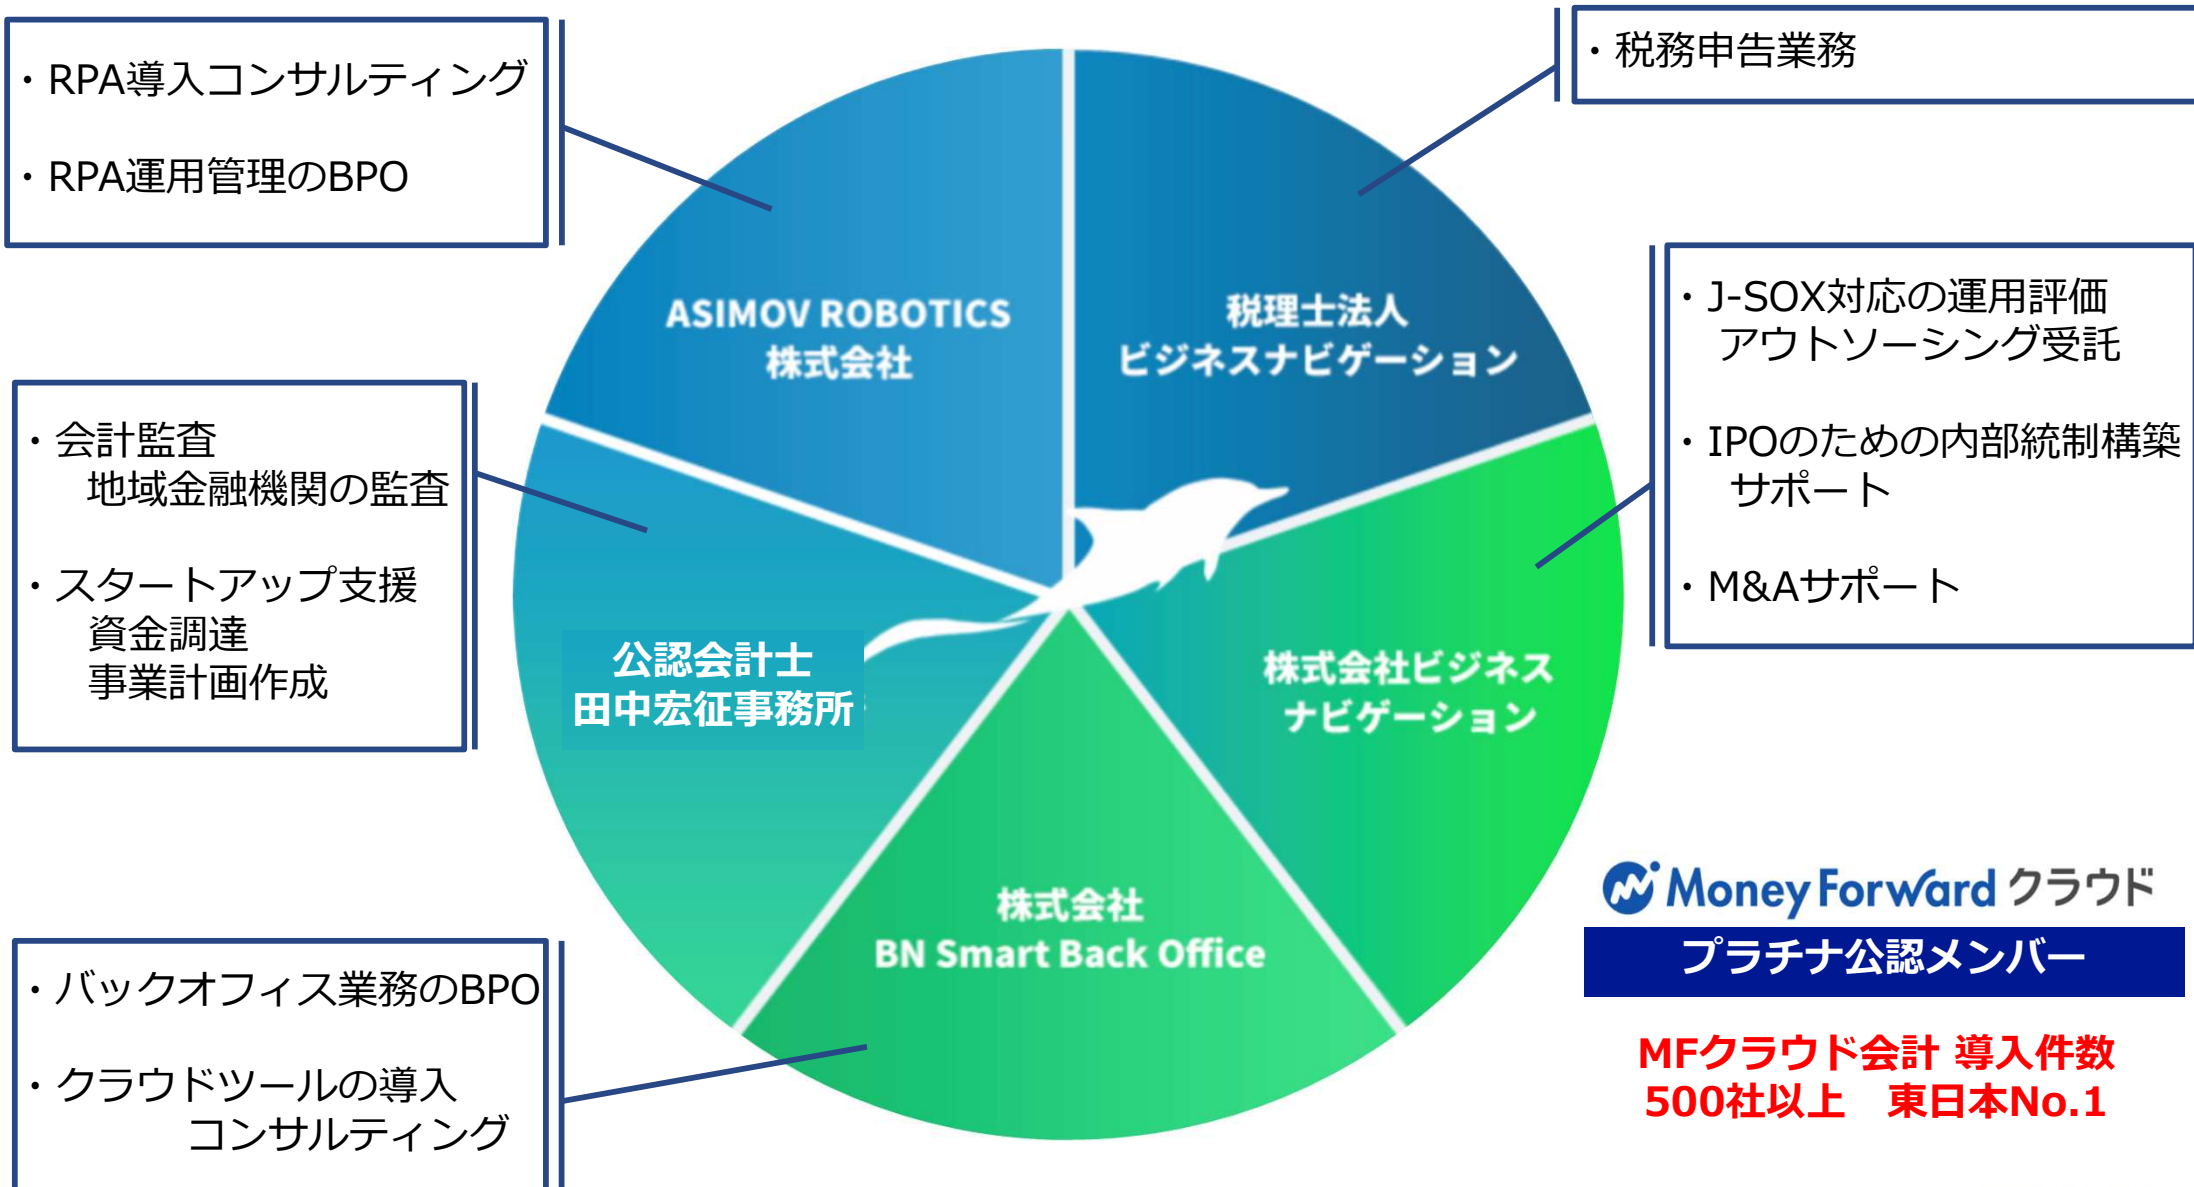 ・RPA導入コンサルティング
・RPA運用管理のBPO
・税務申告業務
ASIMOV ROBOTICS
株式会社
税理士法人
ビジネスナビゲーション
・J-SOX対応の運用評価
アウトソーシング受託
・IPOのための内部統制構築
サポート
・M&Aサポート
・会計監査
地域金融機関の監査
・スタートアップ支援
資金調達
事業計画作成
公認会計士
田中宏征事務所
株式会社ビジネス
ナビゲーション
株式会社
BN Smart Back Office
・バックオフィス業務のBPO
・クラウドツールの導入
コンサルティング
Money Forward クラウド
プラチナ公認メンバー
MFクラウド会計 導入件数
500社以上　東日本No.1